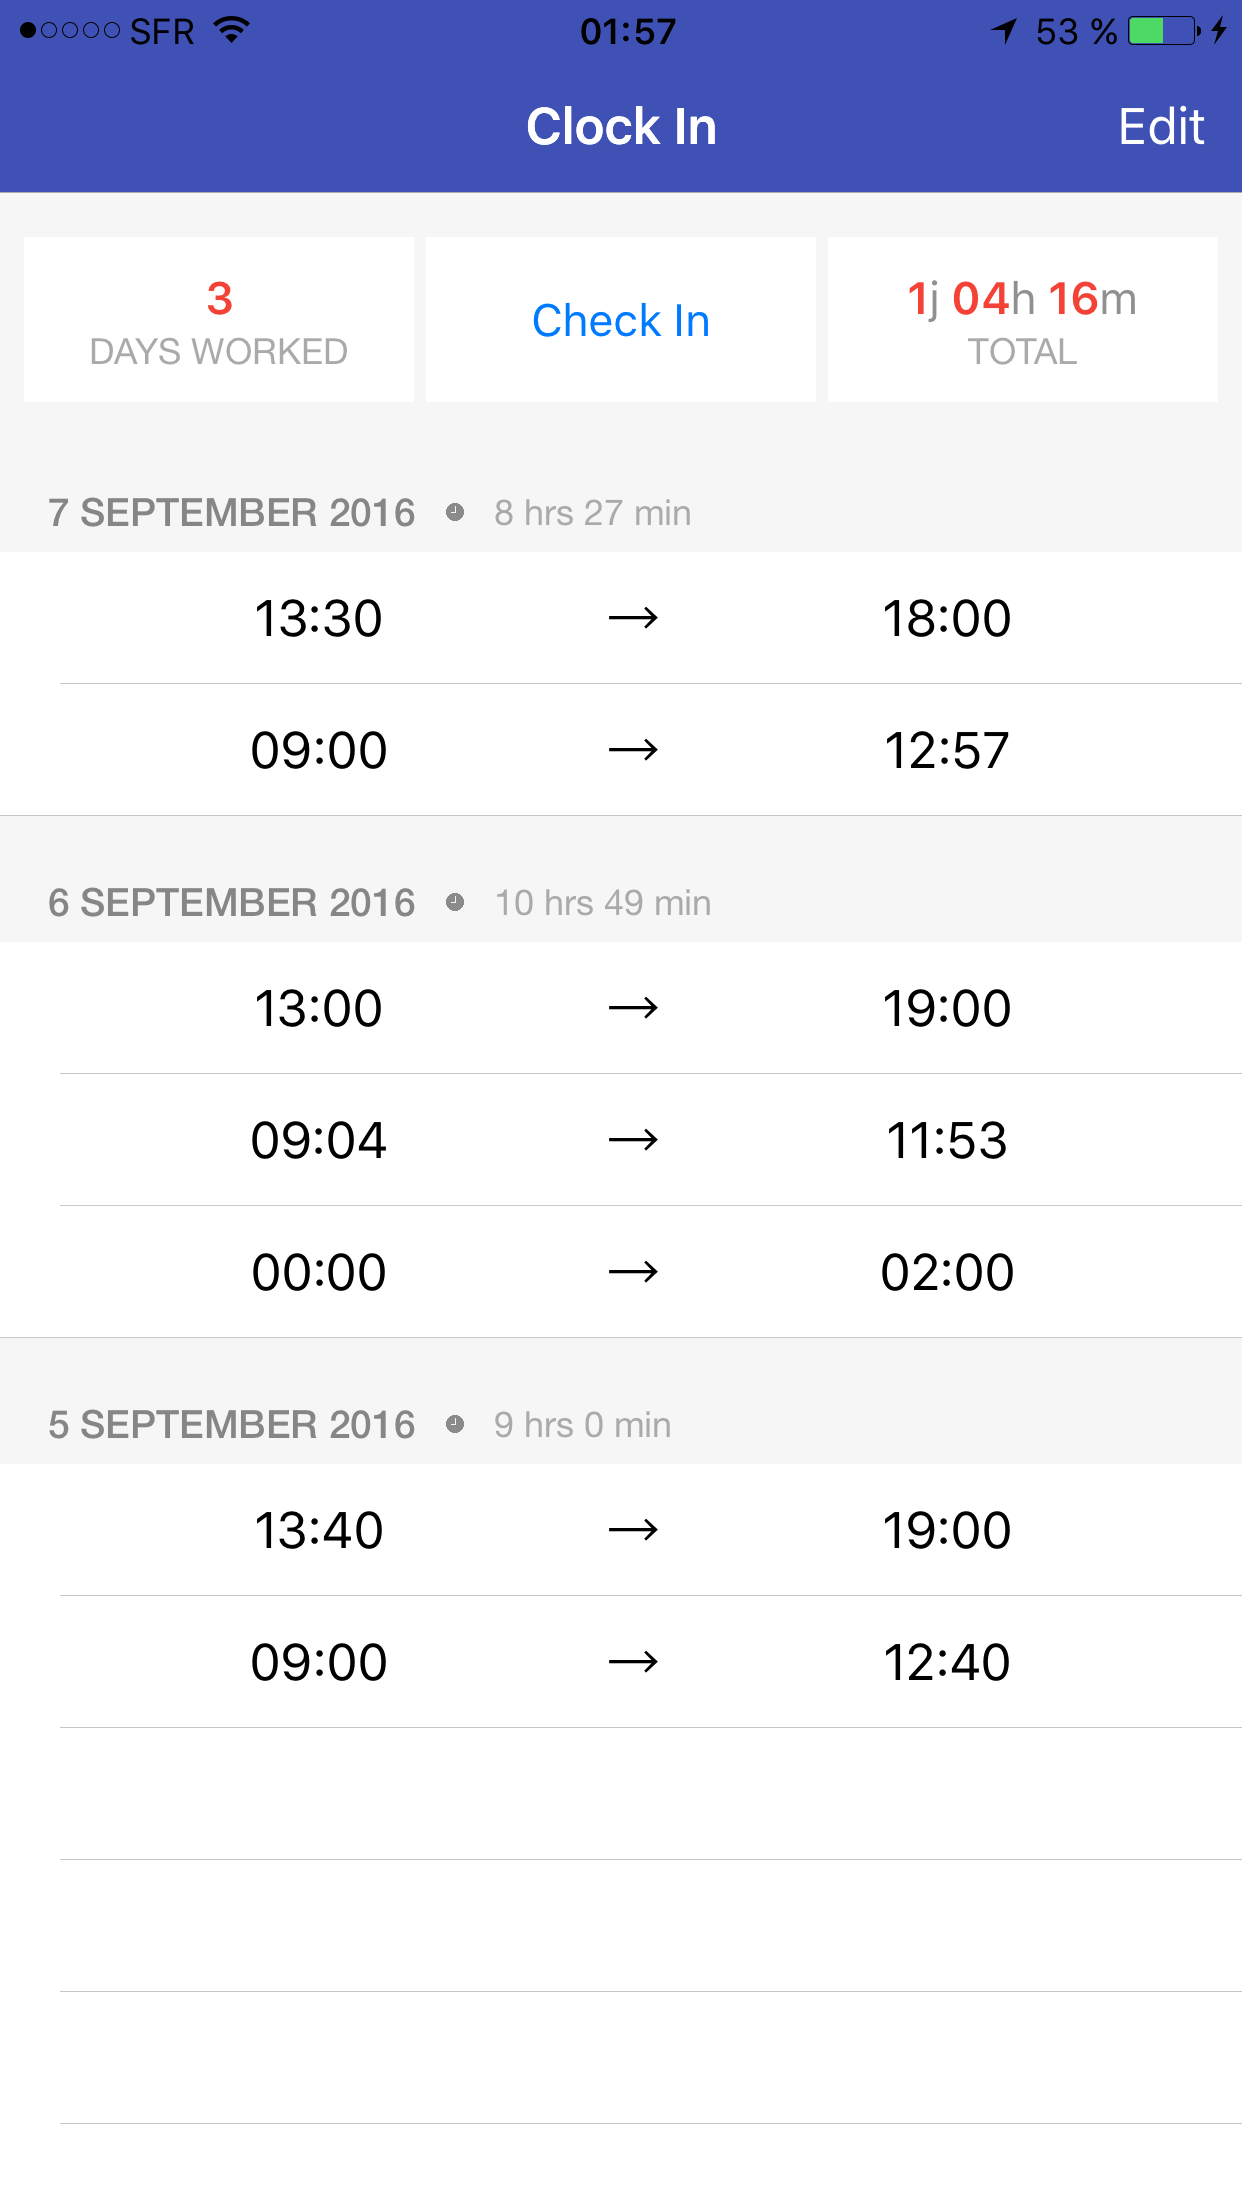 SFR 01:57 53 %
Clock In Edit
3
DAYS WORKED
Check In
1j 04h 16m
TOTAL
7 SEPTEMBER 2016 8 hrs 27 min
13:30 → 18:00
09:00 → 12:57
6 SEPTEMBER 2016 10 hrs 49 min
13:00 → 19:00
09:04 → 11:53
00:00 → 02:00
5 SEPTEMBER 2016 9 hrs 0 min
13:40 → 19:00
09:00 → 12:40